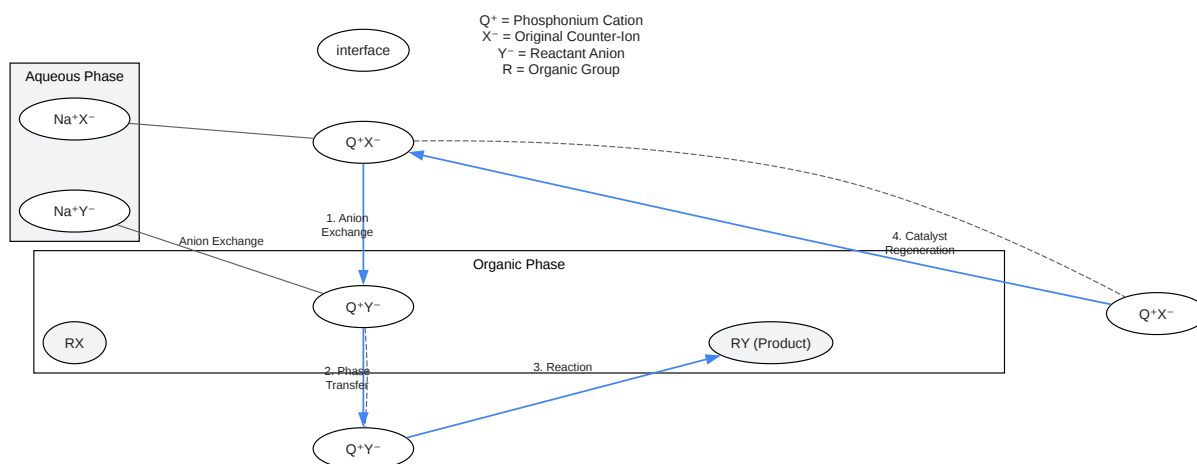 Q⁺ = Phosphonium Cation
X⁻ = Original Counter-Ion
Y⁻ = Reactant Anion
R = Organic Group
interface
Aqueous Phase
Na⁺X⁻
Q⁺X⁻
Na⁺Y⁻
1. Anion
Exchange
Anion Exchange
4. Catalyst
Regeneration
Organic Phase
Q⁺Y⁻
Q⁺X⁻
RX
RY (Product)
2. Phase
Transfer
3. Reaction
Q⁺Y⁻